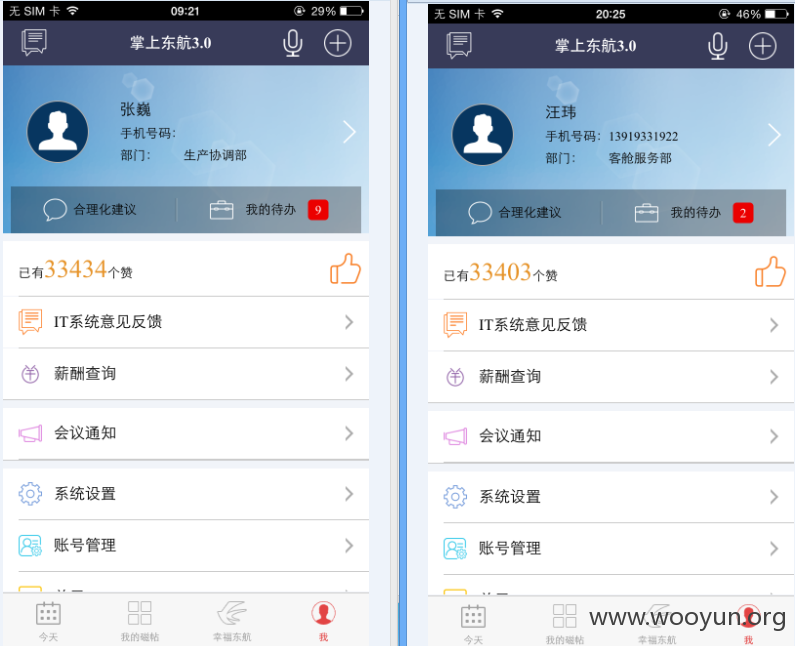 无 SIM 卡 09:21 29%
掌上东航3.0
张巍
手机号码:
部门: 生产协调部
合理化建议 我的待办 9
已有33434个赞
IT系统意见反馈
薪酬查询
会议通知
系统设置
账号管理
今天 我的磁帖 幸福东航 我
无 SIM 卡 20:25 46%
掌上东航3.0
汪玮
手机号码: 13919331922
部门: 客舱服务部
合理化建议 我的待办 2
已有33403个赞
IT系统意见反馈
薪酬查询
会议通知
系统设置
账号管理
今天 我的磁帖 幸福东航 我
www.wooyun.org